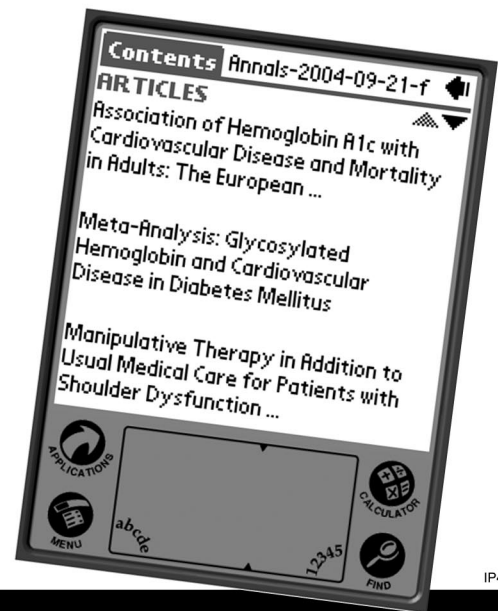 Contents Annals-2004-09-21-f
ARTICLES
Association of Hemoglobin A1c with
Cardiovascular Disease and Mortality
in Adults: The European ...
Meta-Analysis: Glycosylated
Hemoglobin and Cardiovascular
Disease in Diabetes Mellitus
Manipulative Therapy in Addition to
Usual Medical Care for Patients with
Shoulder Dysfunction ...
APPLICATIONS
CALCULATOR
MENU
abcde
12345
FIND